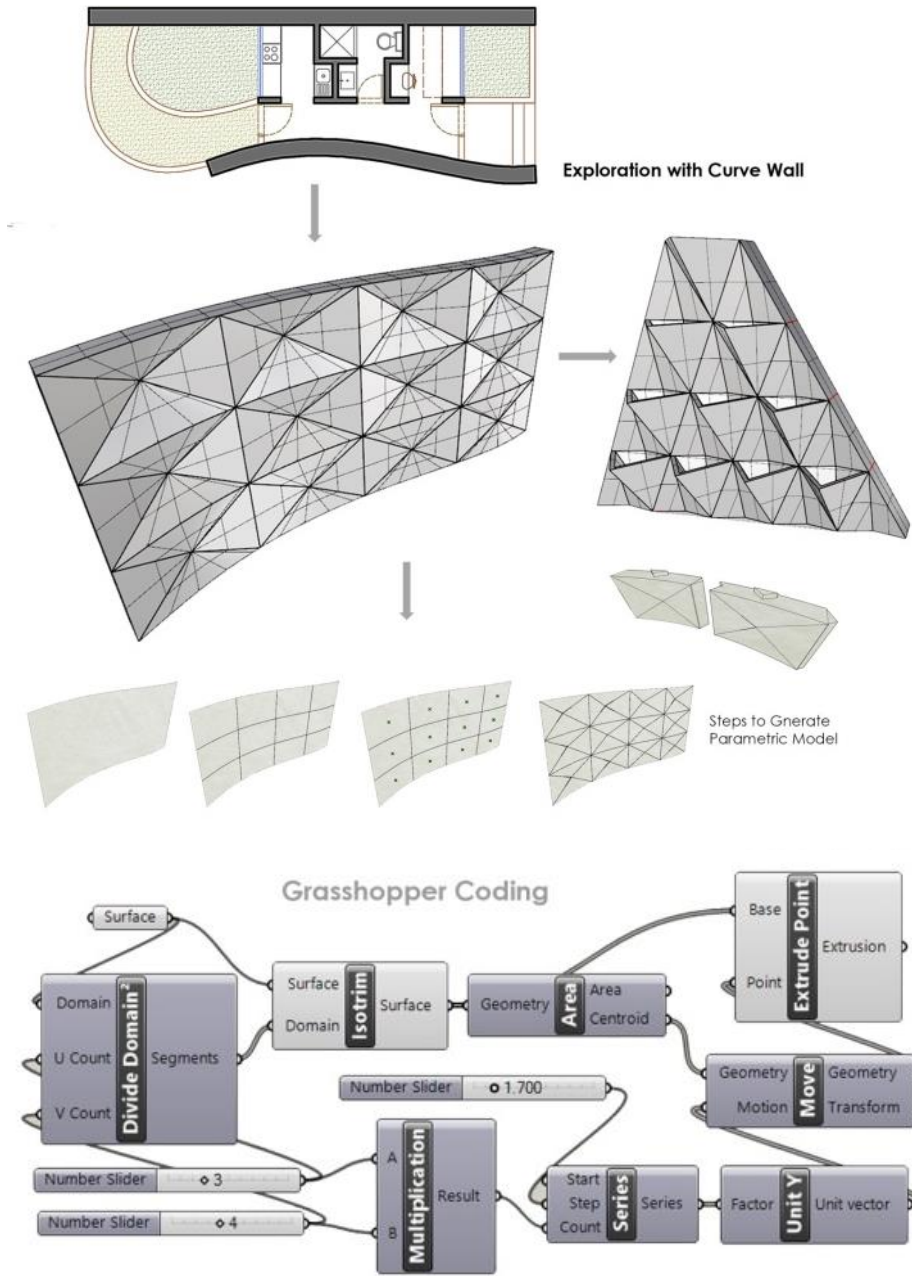 Exploration with Curve Wall
Steps to Gnerate
Parametric Model
Grasshopper Coding
Surface
Domain
U Count
V Count
Divide Domain²
Segments
Surface
Domain
Isotrim
Surface
Geometry
Area
Area
Centroid
Base
Point
Extrude Point
Extrusion
Number Slider
1.700
Geometry
Motion
Move
Geometry
Transform
Number Slider
3
Number Slider
4
A
B
Multiplication
Result
Start
Step
Count
Series
Series
Factor
Unit Y
Unit vector